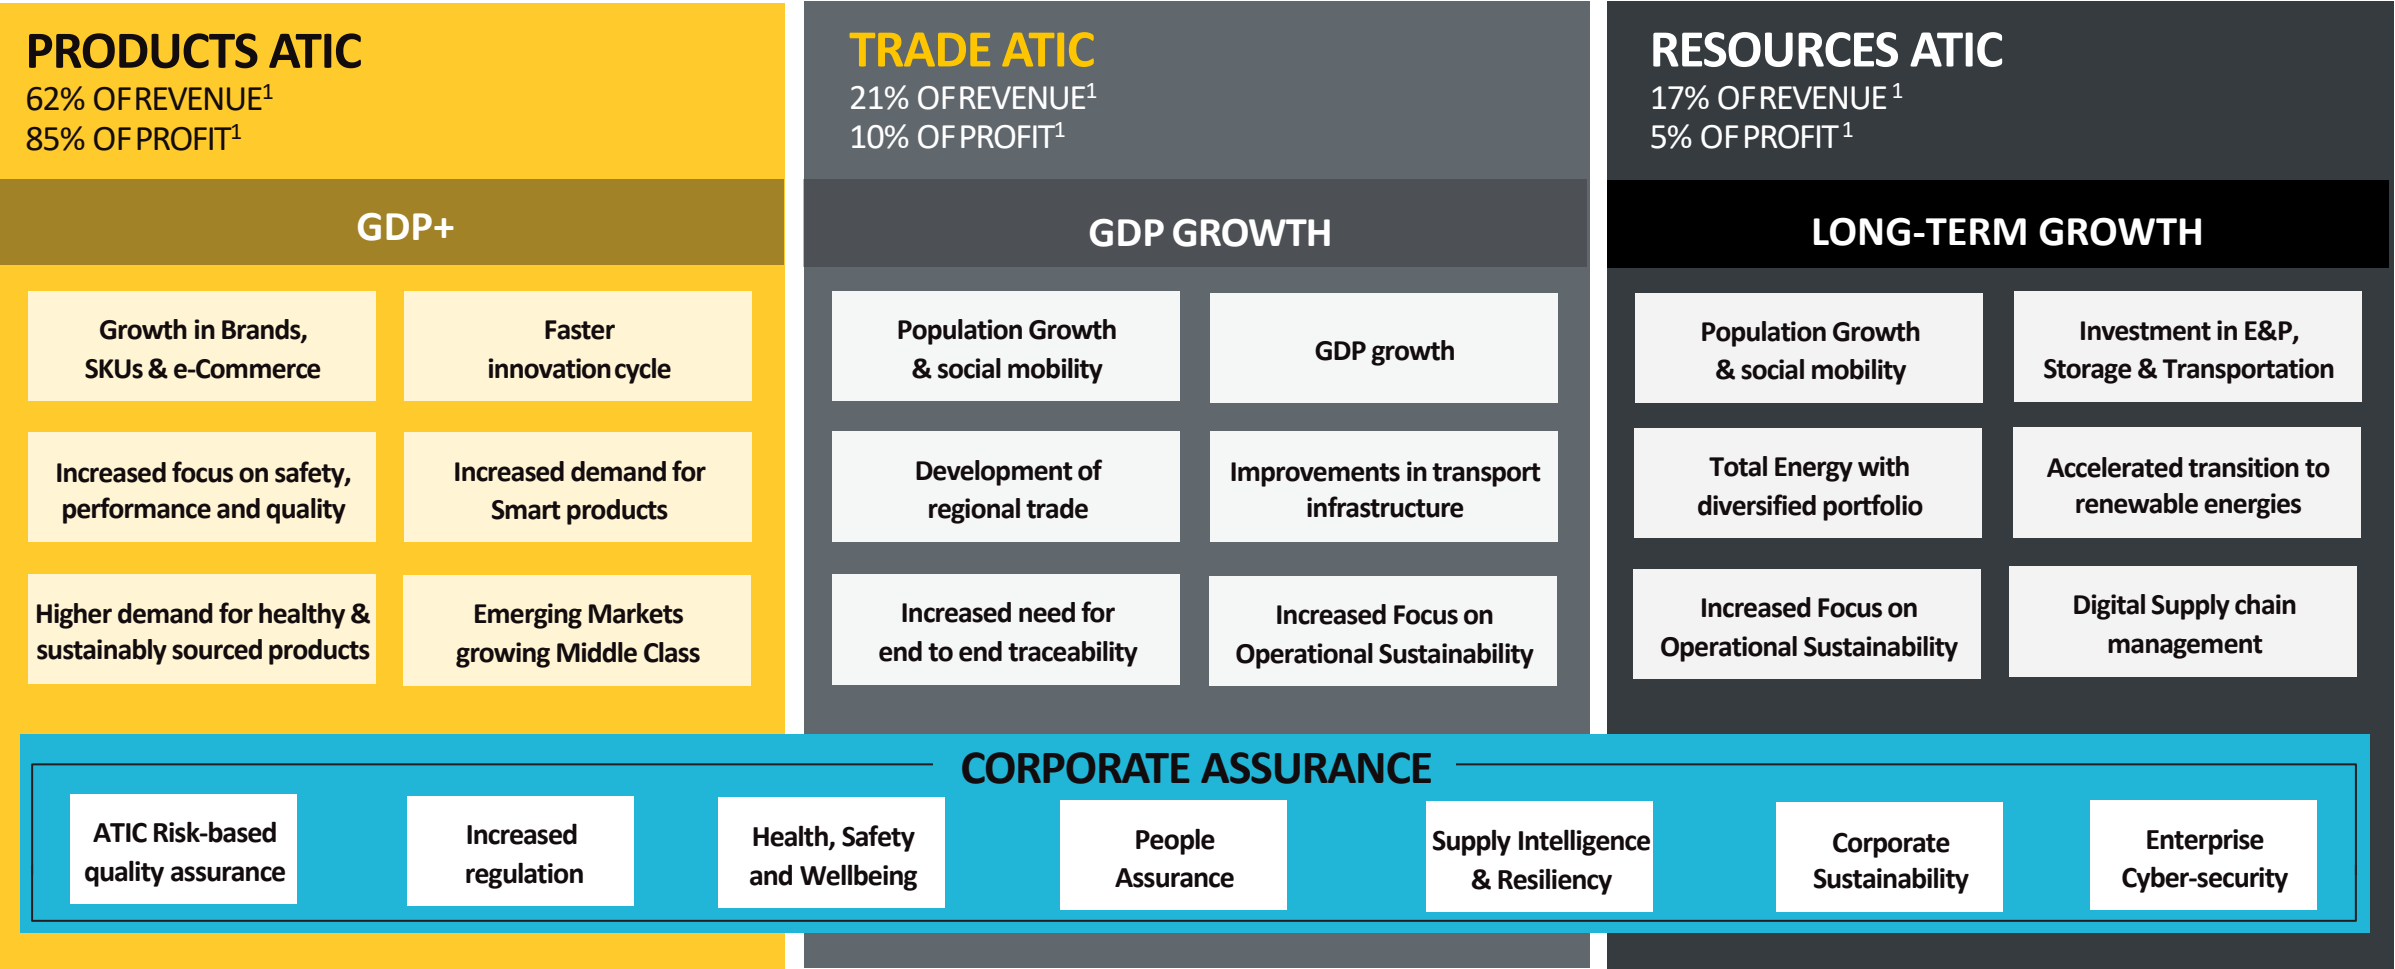 PRODUCTS ATIC
62% OF REVENUE¹
85% OF PROFIT¹
GDP+
Growth in Brands,
SKUs & e-Commerce
Faster
innovation cycle
Increased focus on safety,
performance and quality
Increased demand for
Smart products
Higher demand for healthy &
sustainably sourced products
Emerging Markets
growing Middle Class
TRADE ATIC
21% OF REVENUE¹
10% OF PROFIT¹
GDP GROWTH
Population Growth
& social mobility
GDP growth
Development of
regional trade
Improvements in transport
infrastructure
Increased need for
end to end traceability
Increased Focus on
Operational Sustainability
RESOURCES ATIC
17% OF REVENUE ¹
5% OF PROFIT ¹
LONG-TERM GROWTH
Population Growth
& social mobility
Investment in E&P,
Storage & Transportation
Total Energy with
diversified portfolio
Accelerated transition to
renewable energies
Increased Focus on
Operational Sustainability
Digital Supply chain
management
CORPORATE ASSURANCE
ATIC Risk-based
quality assurance
Increased
regulation
Health, Safety
and Wellbeing
People
Assurance
Supply Intelligence
& Resiliency
Corporate
Sustainability
Enterprise
Cyber-security